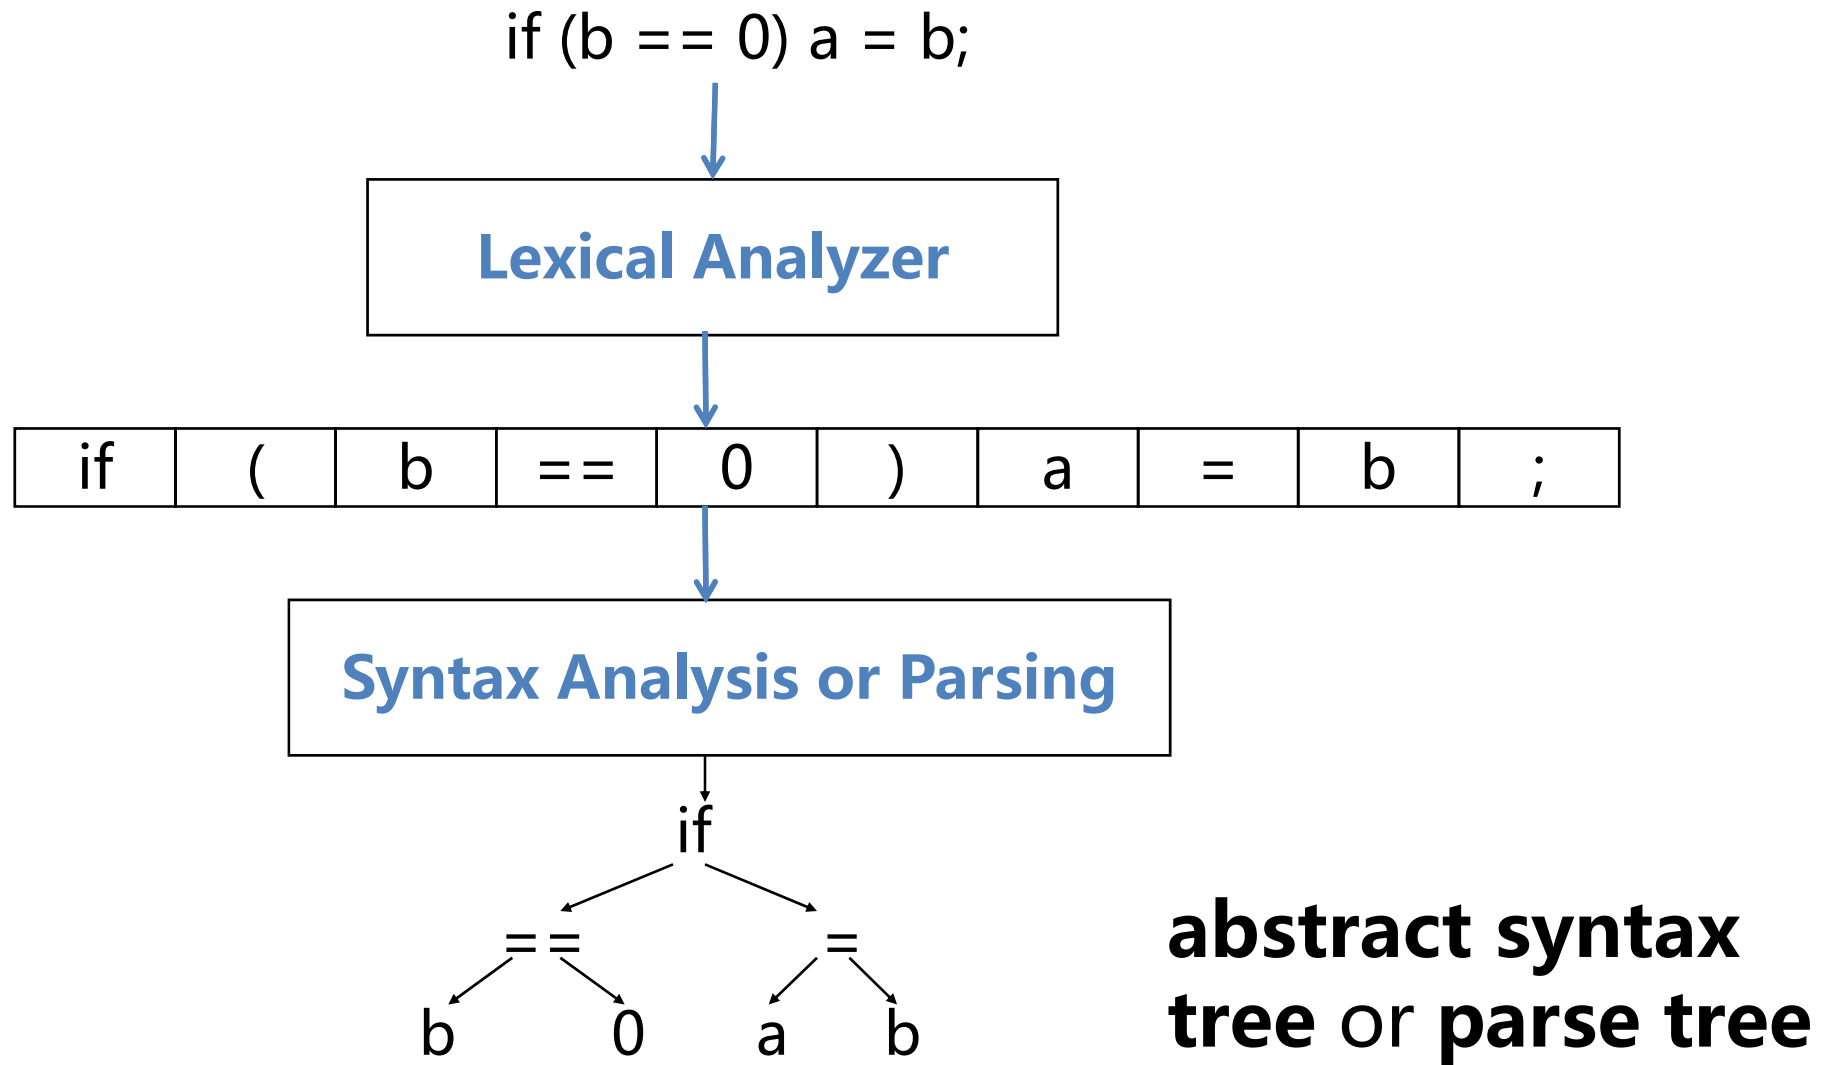 if (b == 0) a = b;
Lexical Analyzer
if ( b == 0 ) a = b ;
Syntax Analysis or Parsing
if
== =
b 0 a b
abstract syntax
tree or parse tree